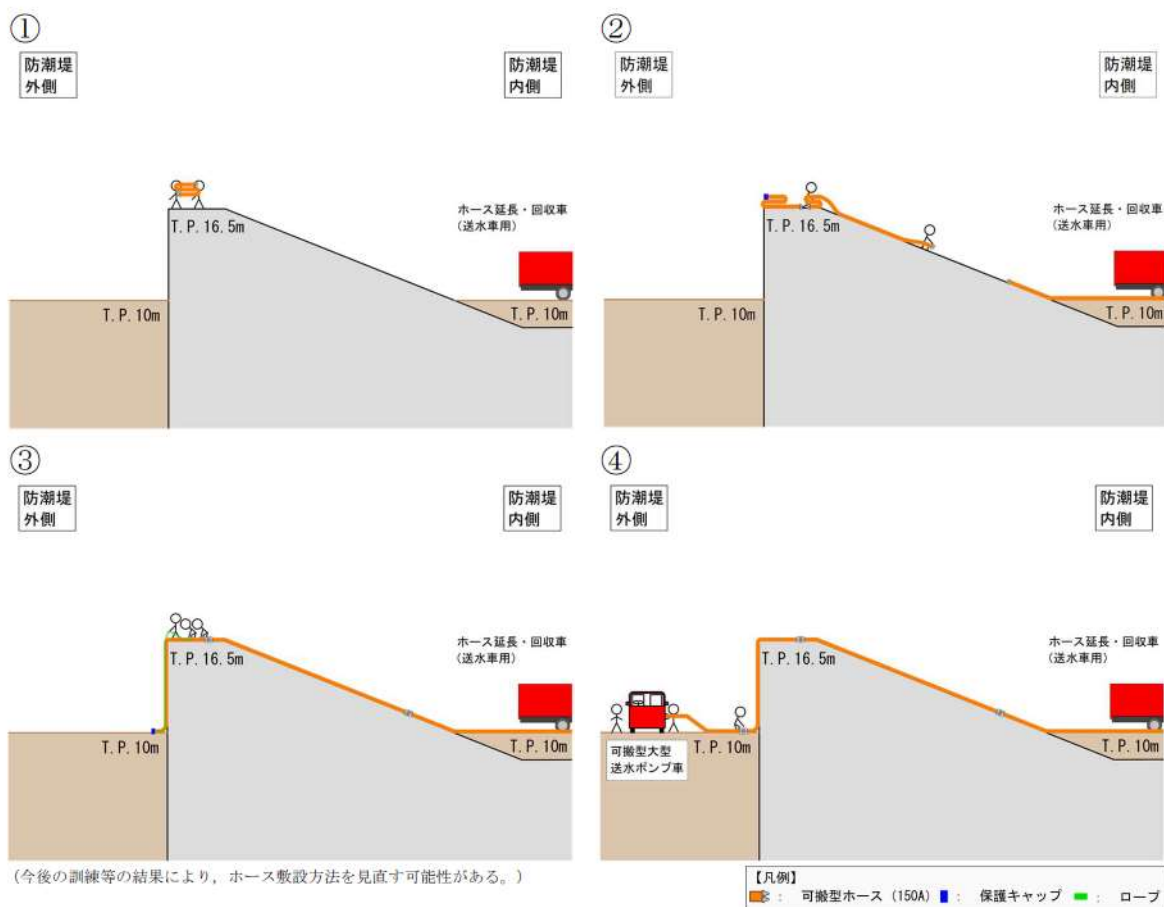 ①
防潮堤
外側
防潮堤
内側
T.P.16.5m
ホース延長・回収車
(送水車用)
T.P.10m
T.P.10m
②
防潮堤
外側
防潮堤
内側
T.P.16.5m
ホース延長・回収車
(送水車用)
T.P.10m
T.P.10m
③
防潮堤
外側
防潮堤
内側
T.P.16.5m
ホース延長・回収車
(送水車用)
T.P.10m
T.P.10m
④
防潮堤
外側
防潮堤
内側
T.P.16.5m
ホース延長・回収車
(送水車用)
可搬型大型
送水ポンプ車
T.P.10m
T.P.10m
(今後の訓練等の結果により，ホース敷設方法を見直す可能性がある。)
【凡例】
： 可搬型ホース (150A) ： 保護キャップ ： ロープ